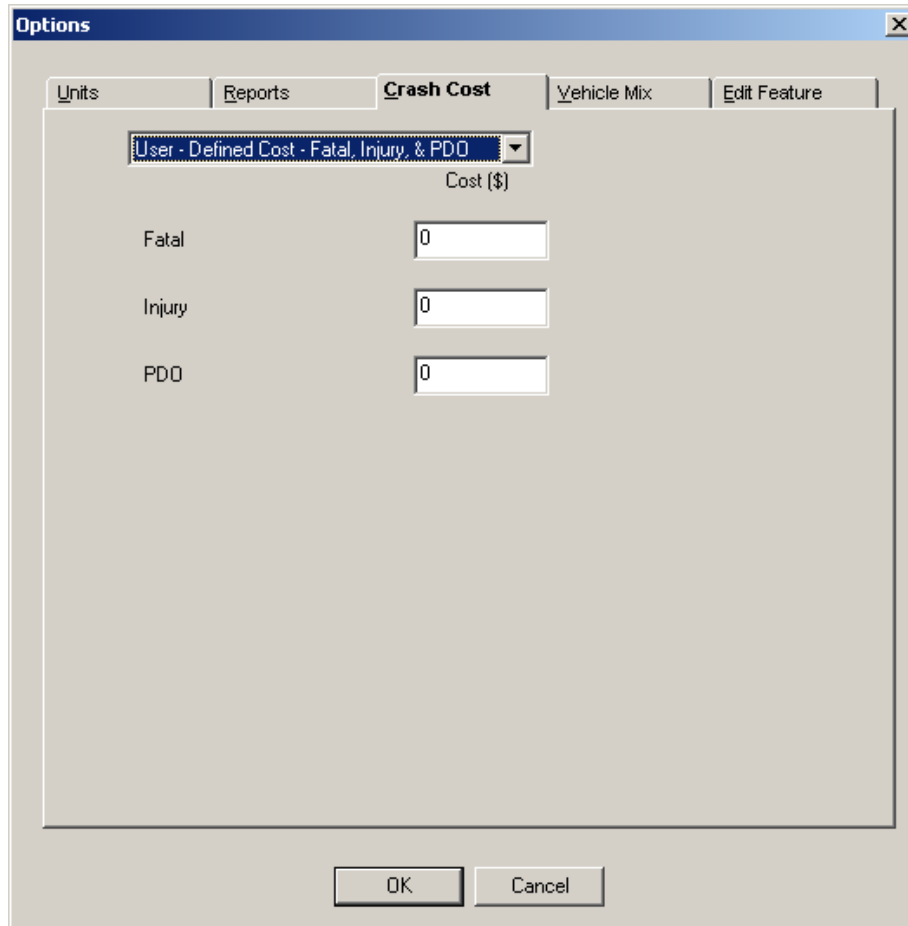 Options
Units Reports Crash Cost Vehicle Mix Edit Feature
User - Defined Cost - Fatal, Injury, & PDO
Cost ($)
Fatal 0
Injury 0
PDO 0
OK Cancel